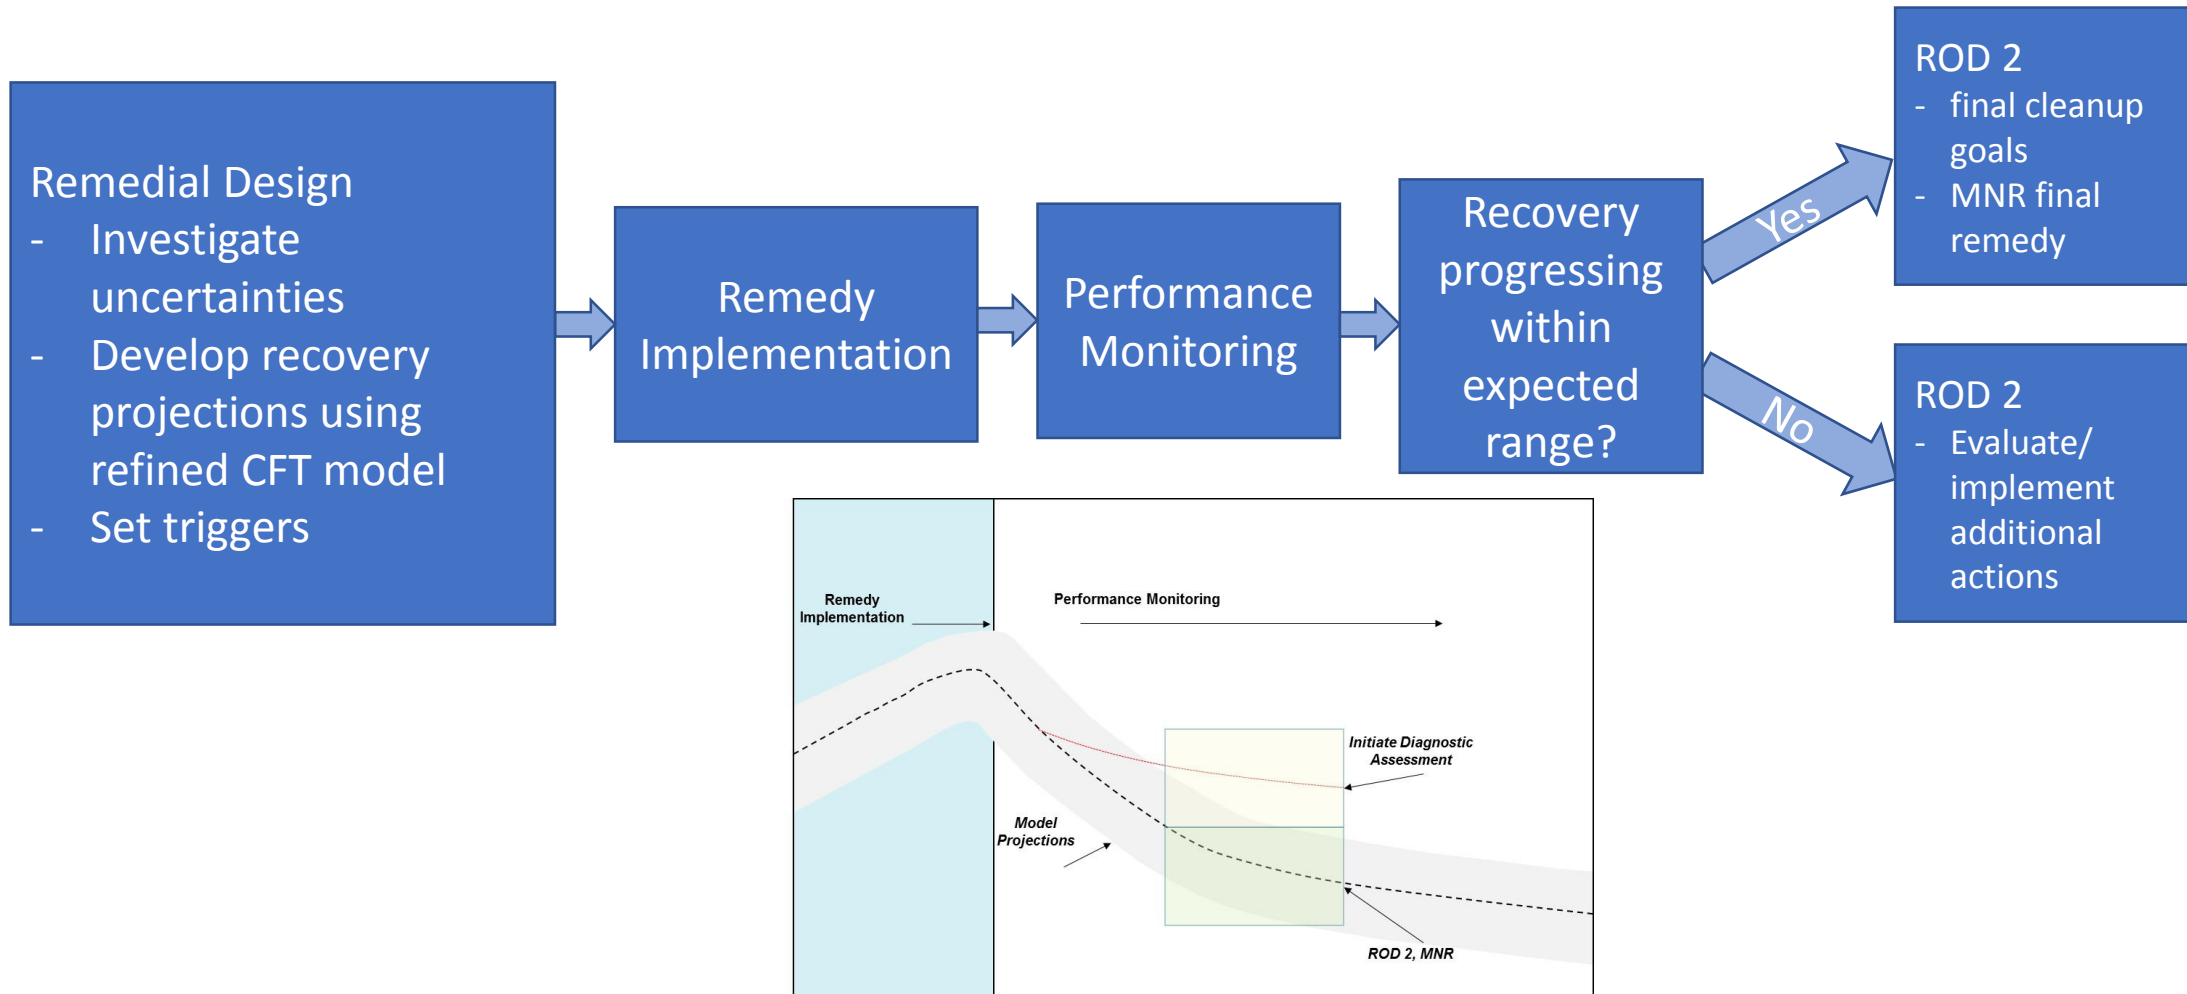 Remedial Design
- Investigate
uncertainties
- Develop recovery
projections using
refined CFT model
- Set triggers
Remedy
Implementation
Performance
Monitoring
Recovery
progressing
within
expected
range?
Yes
No
ROD 2
- final cleanup
goals
- MNR final
remedy
ROD 2
- Evaluate/
implement
additional
actions
Remedy
Implementation
Performance Monitoring
Initiate Diagnostic
Assessment
Model
Projections
ROD 2, MNR